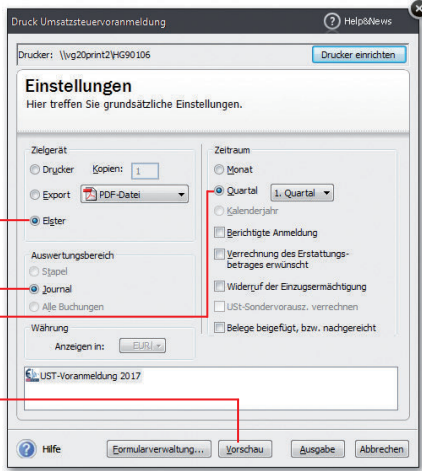 Druck Umsatzsteuervoranmeldung
Help&News
Drucker: \\vg20print2\HG90106
Drucker einrichten
Einstellungen
Hier treffen Sie grundsätzliche Einstellungen.
Zielgerät
Drucker Kopien: 1
Export PDF-Datei
Elster
Auswertungsbereich
Stapel
Journal
Alle Buchungen
Währung
Anzeigen in: EUR
Zeitraum
Monat
Quartal 1. Quartal
Kalenderjahr
Berichtigte Anmeldung
Verrechnung des Erstattungs-
betrages erwünscht
Widerruf der Einzugsermächtigung
USt-Sondervorausz. verrechnen
Belege beigefügt, bzw. nachgereicht
UST-Voranmeldung 2017
Hilfe
Formularverwaltung...
Vorschau
Ausgabe
Abbrechen